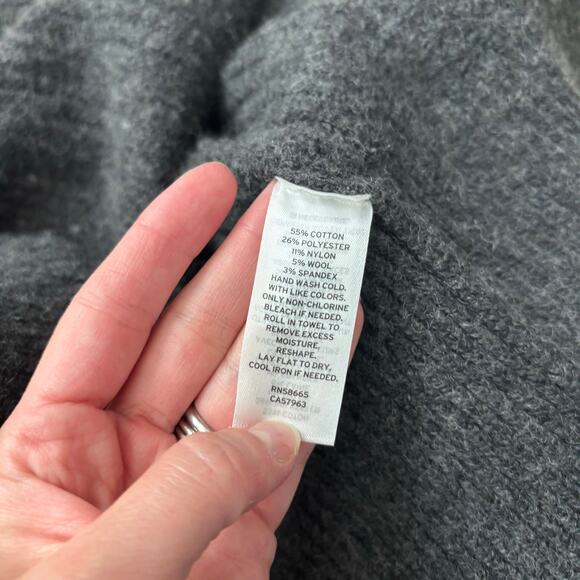 55% COTTON
26% POLYESTER
11% NYLON
5% WOOL
3% SPANDEX
HAND WASH COLD.
WITH LIKE COLORS.
ONLY NON-CHLORINE
BLEACH IF NEEDED.
ROLL IN TOWEL TO
REMOVE EXCESS
MOISTURE,
RESHAPE.
LAY FLAT TO DRY,
COOL IRON IF NEEDED.
RN58665
CA57963